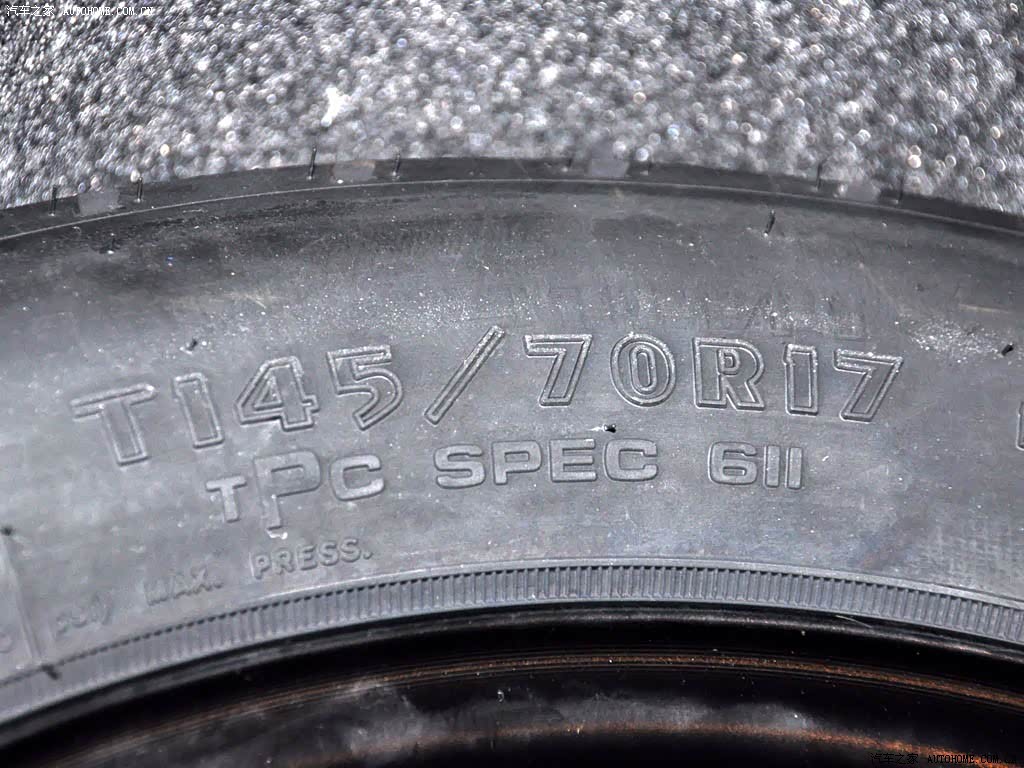 汽车之家 AUTOHOME.COM.CN
T145/70R17
TPC SPEC 611
MAX. PRESS.
汽车之家 AUTOHOME.COM.CN